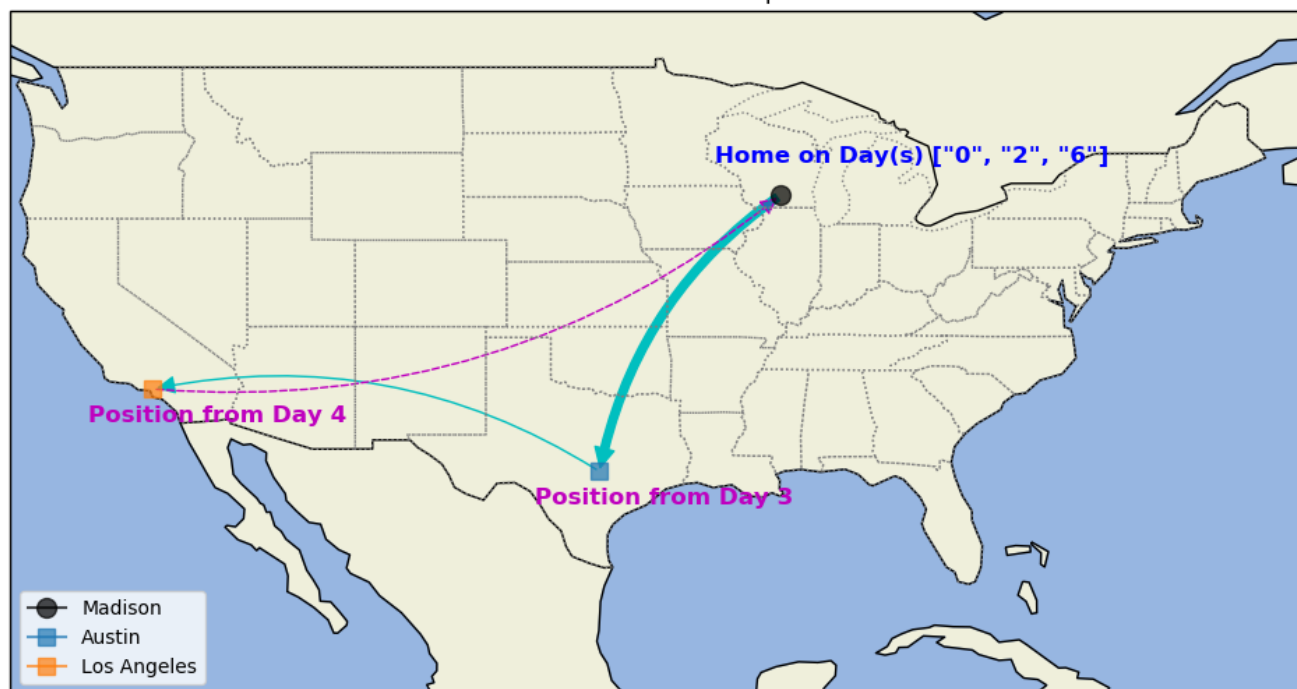 Home on Day(s) ["0", "2", "6"]
Position from Day 4
Position from Day 3
Madison
Austin
Los Angeles